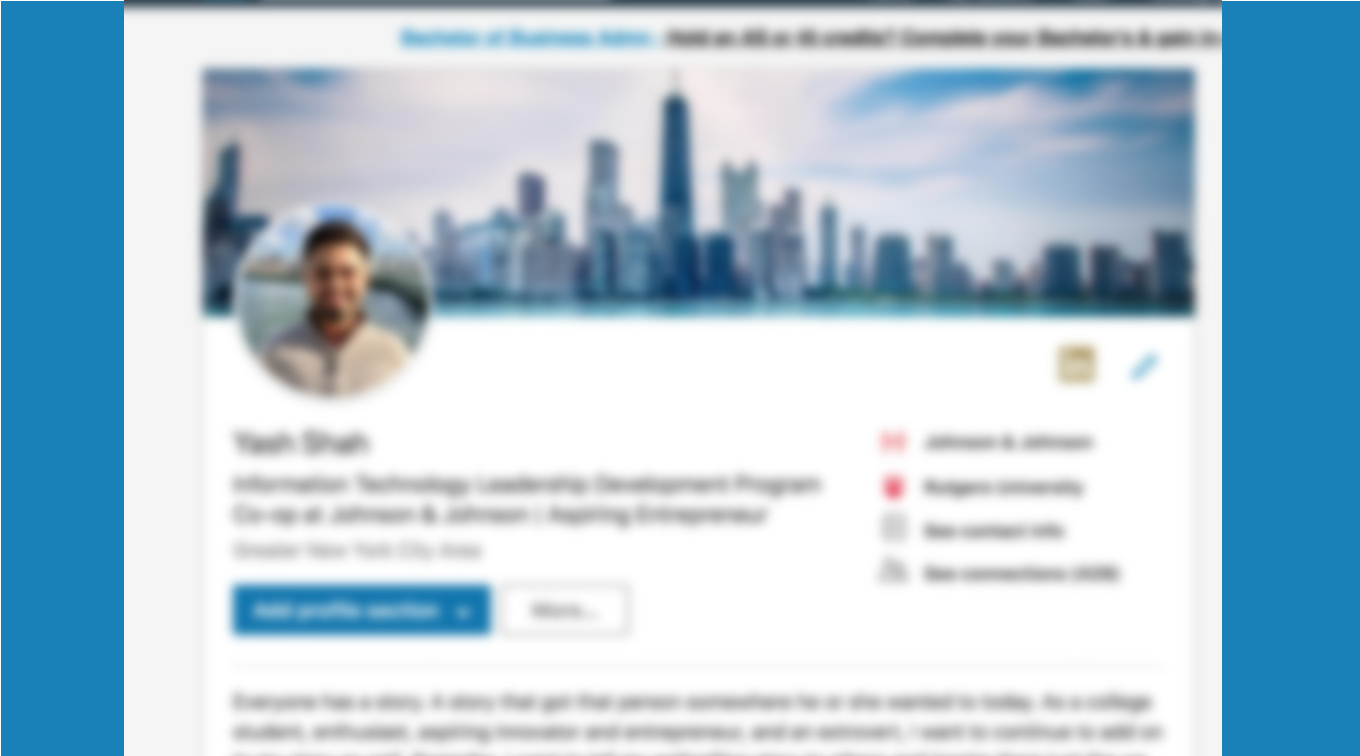 Bachelor of Business Admin - Hold an AS or 45 credits? Complete your Bachelor's & gain
Yash Shah
Information Technology Leadership Development Program
Co-op at Johnson & Johnson | Aspiring Entrepreneur
Greater New York City Area
Johnson & Johnson
Rutgers University
See contact info
See connections
Add profile section
More...
Everyone has a story. A story that got that person somewhere he or she wanted to today. As a college
student, enthusiast, aspiring innovator and entrepreneur, and an extrovert, I want to continue to add on